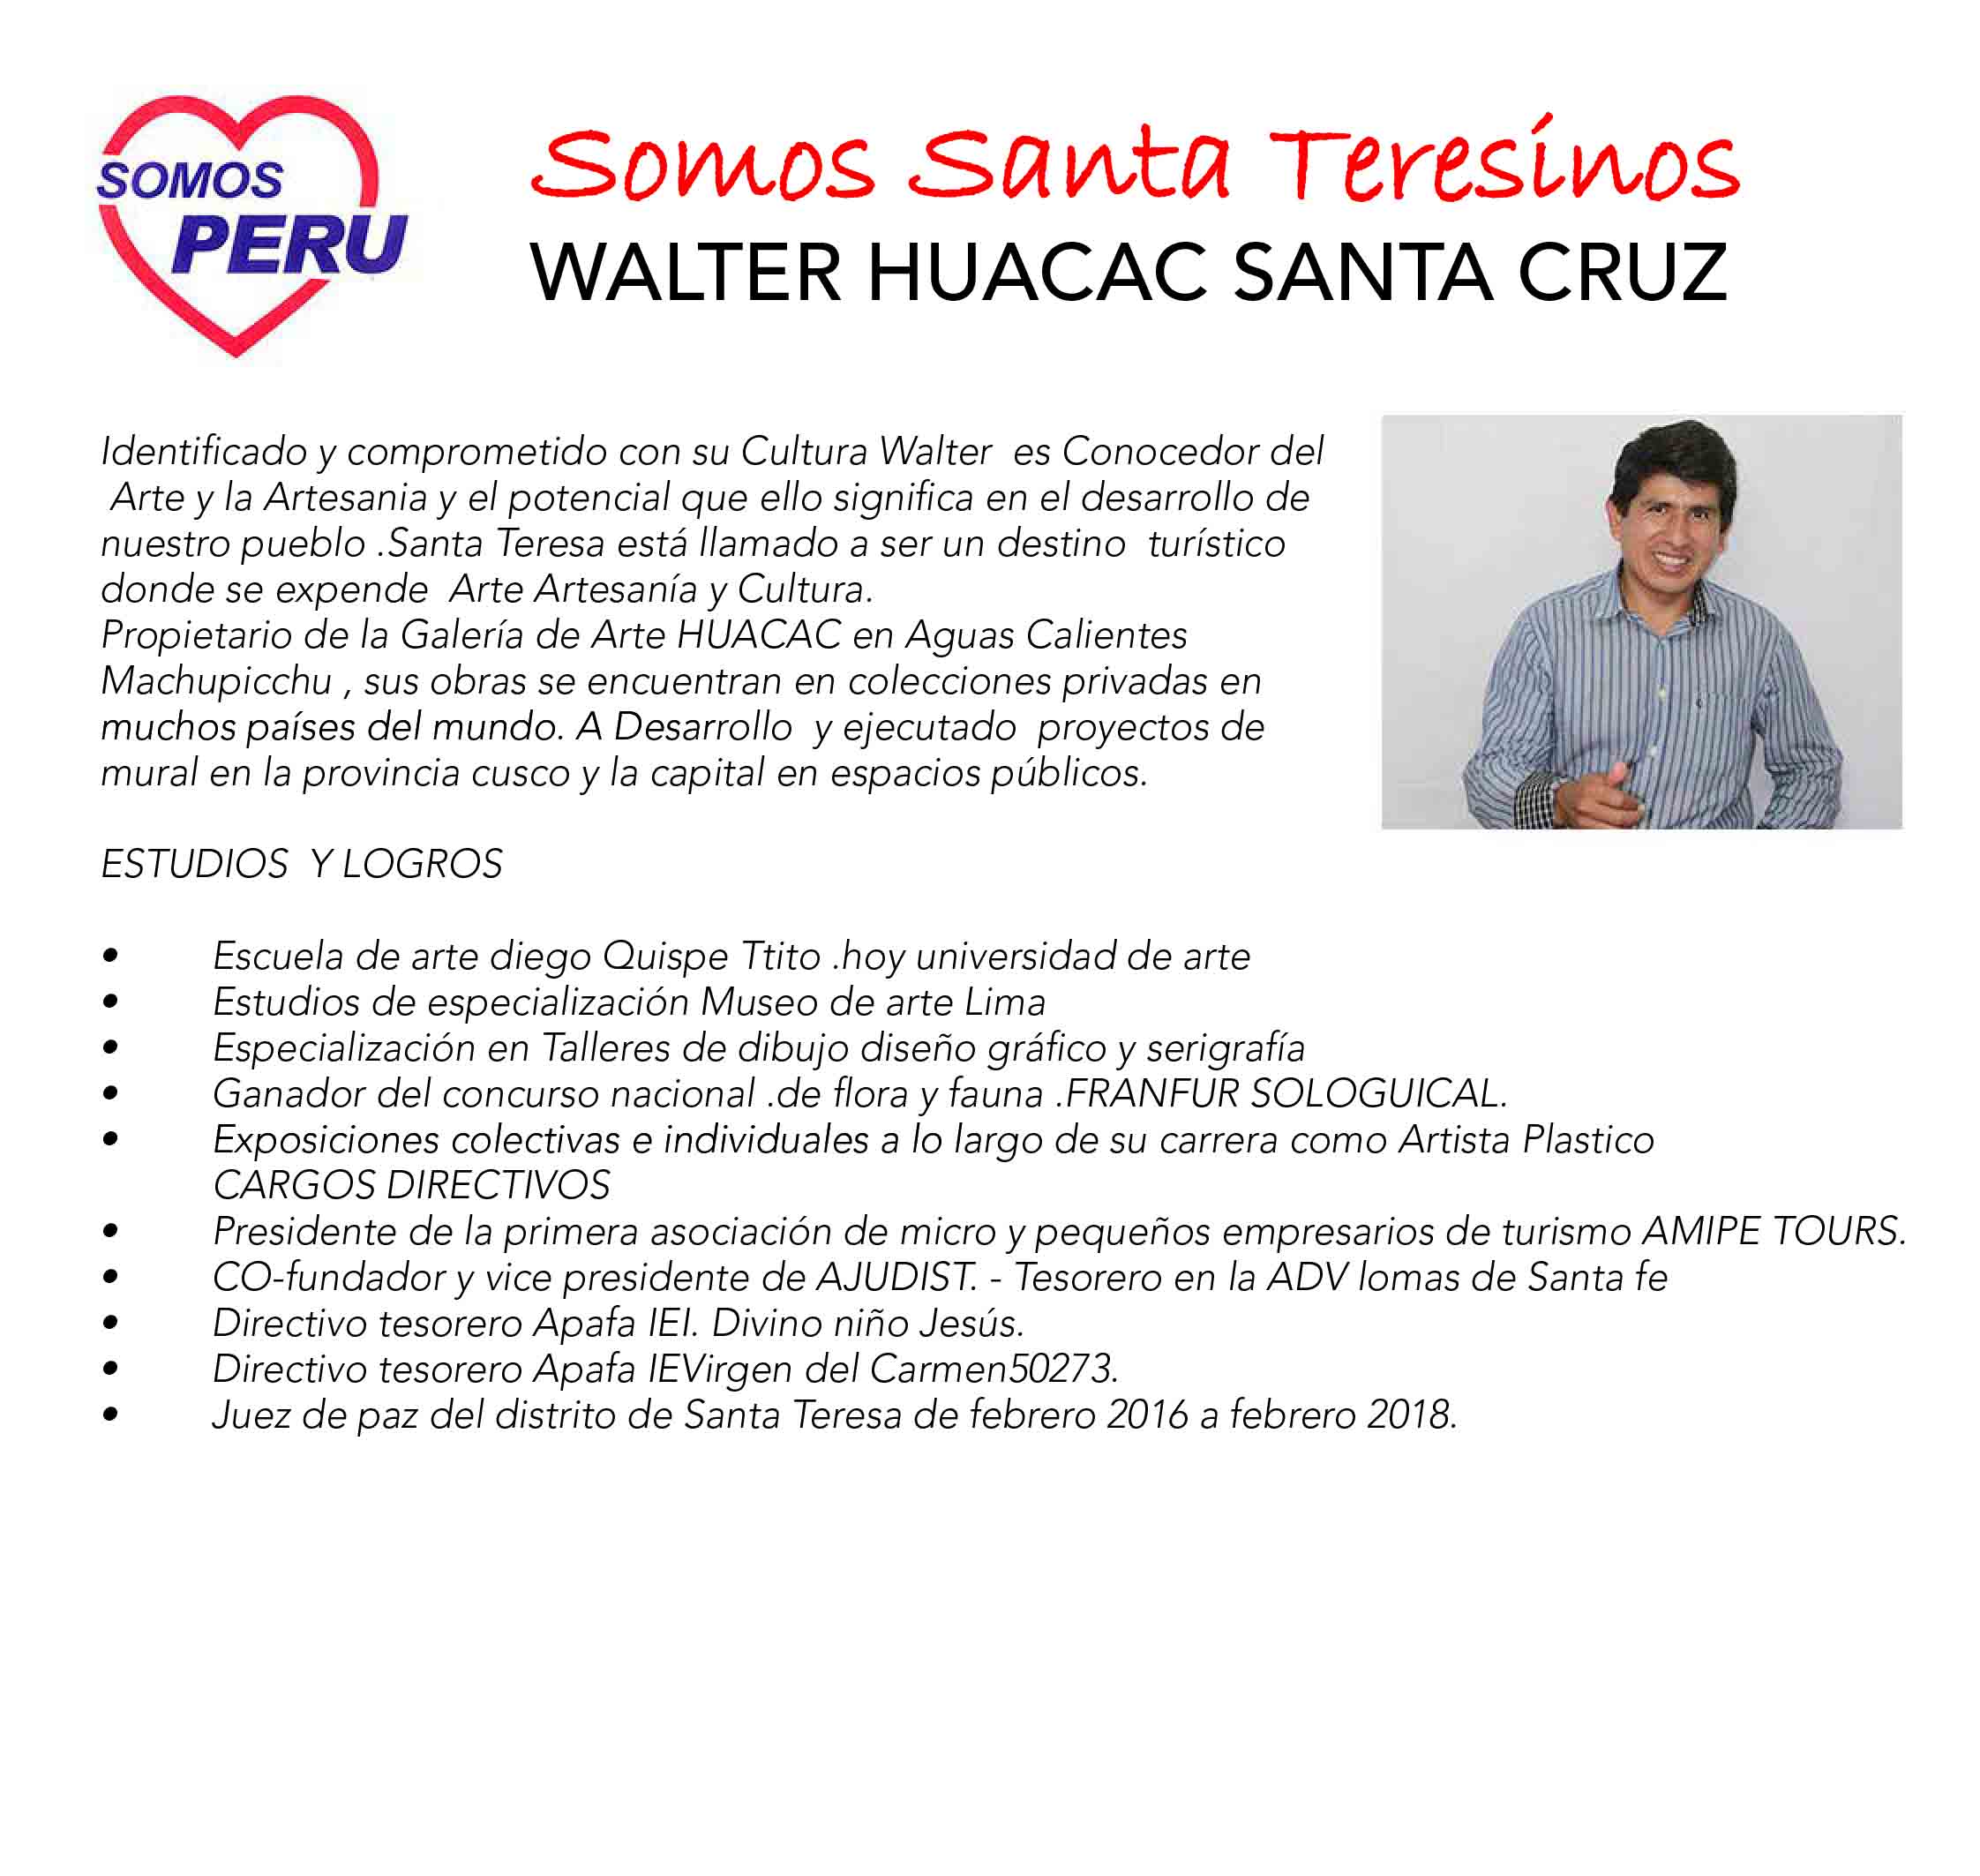 SOMOS
PERU
Somos Santa Teresinos
WALTER HUACAC SANTA CRUZ
Identificado y comprometido con su Cultura Walter  es Conocedor del
Arte y la Artesania y el potencial que ello significa en el desarrollo de
nuestro pueblo .Santa Teresa está llamado a ser un destino  turístico
donde se expende  Arte Artesanía y Cultura.
Propietario de la Galería de Arte HUACAC en Aguas Calientes
Machupicchu , sus obras se encuentran en colecciones privadas en
muchos países del mundo. A Desarrollo  y ejecutado  proyectos de
mural en la provincia cusco y la capital en espacios públicos.
ESTUDIOS  Y LOGROS
• Escuela de arte diego Quispe Ttito .hoy universidad de arte
• Estudios de especialización Museo de arte Lima
• Especialización en Talleres de dibujo diseño gráfico y serigrafía
• Ganador del concurso nacional .de flora y fauna .FRANFUR SOLOGUICAL.
• Exposiciones colectivas e individuales a lo largo de su carrera como Artista Plastico
CARGOS DIRECTIVOS
• Presidente de la primera asociación de micro y pequeños empresarios de turismo AMIPE TOURS.
• CO-fundador y vice presidente de AJUDIST. - Tesorero en la ADV lomas de Santa fe
• Directivo tesorero Apafa IEI. Divino niño Jesús.
• Directivo tesorero Apafa IEVirgen del Carmen50273.
• Juez de paz del distrito de Santa Teresa de febrero 2016 a febrero 2018.